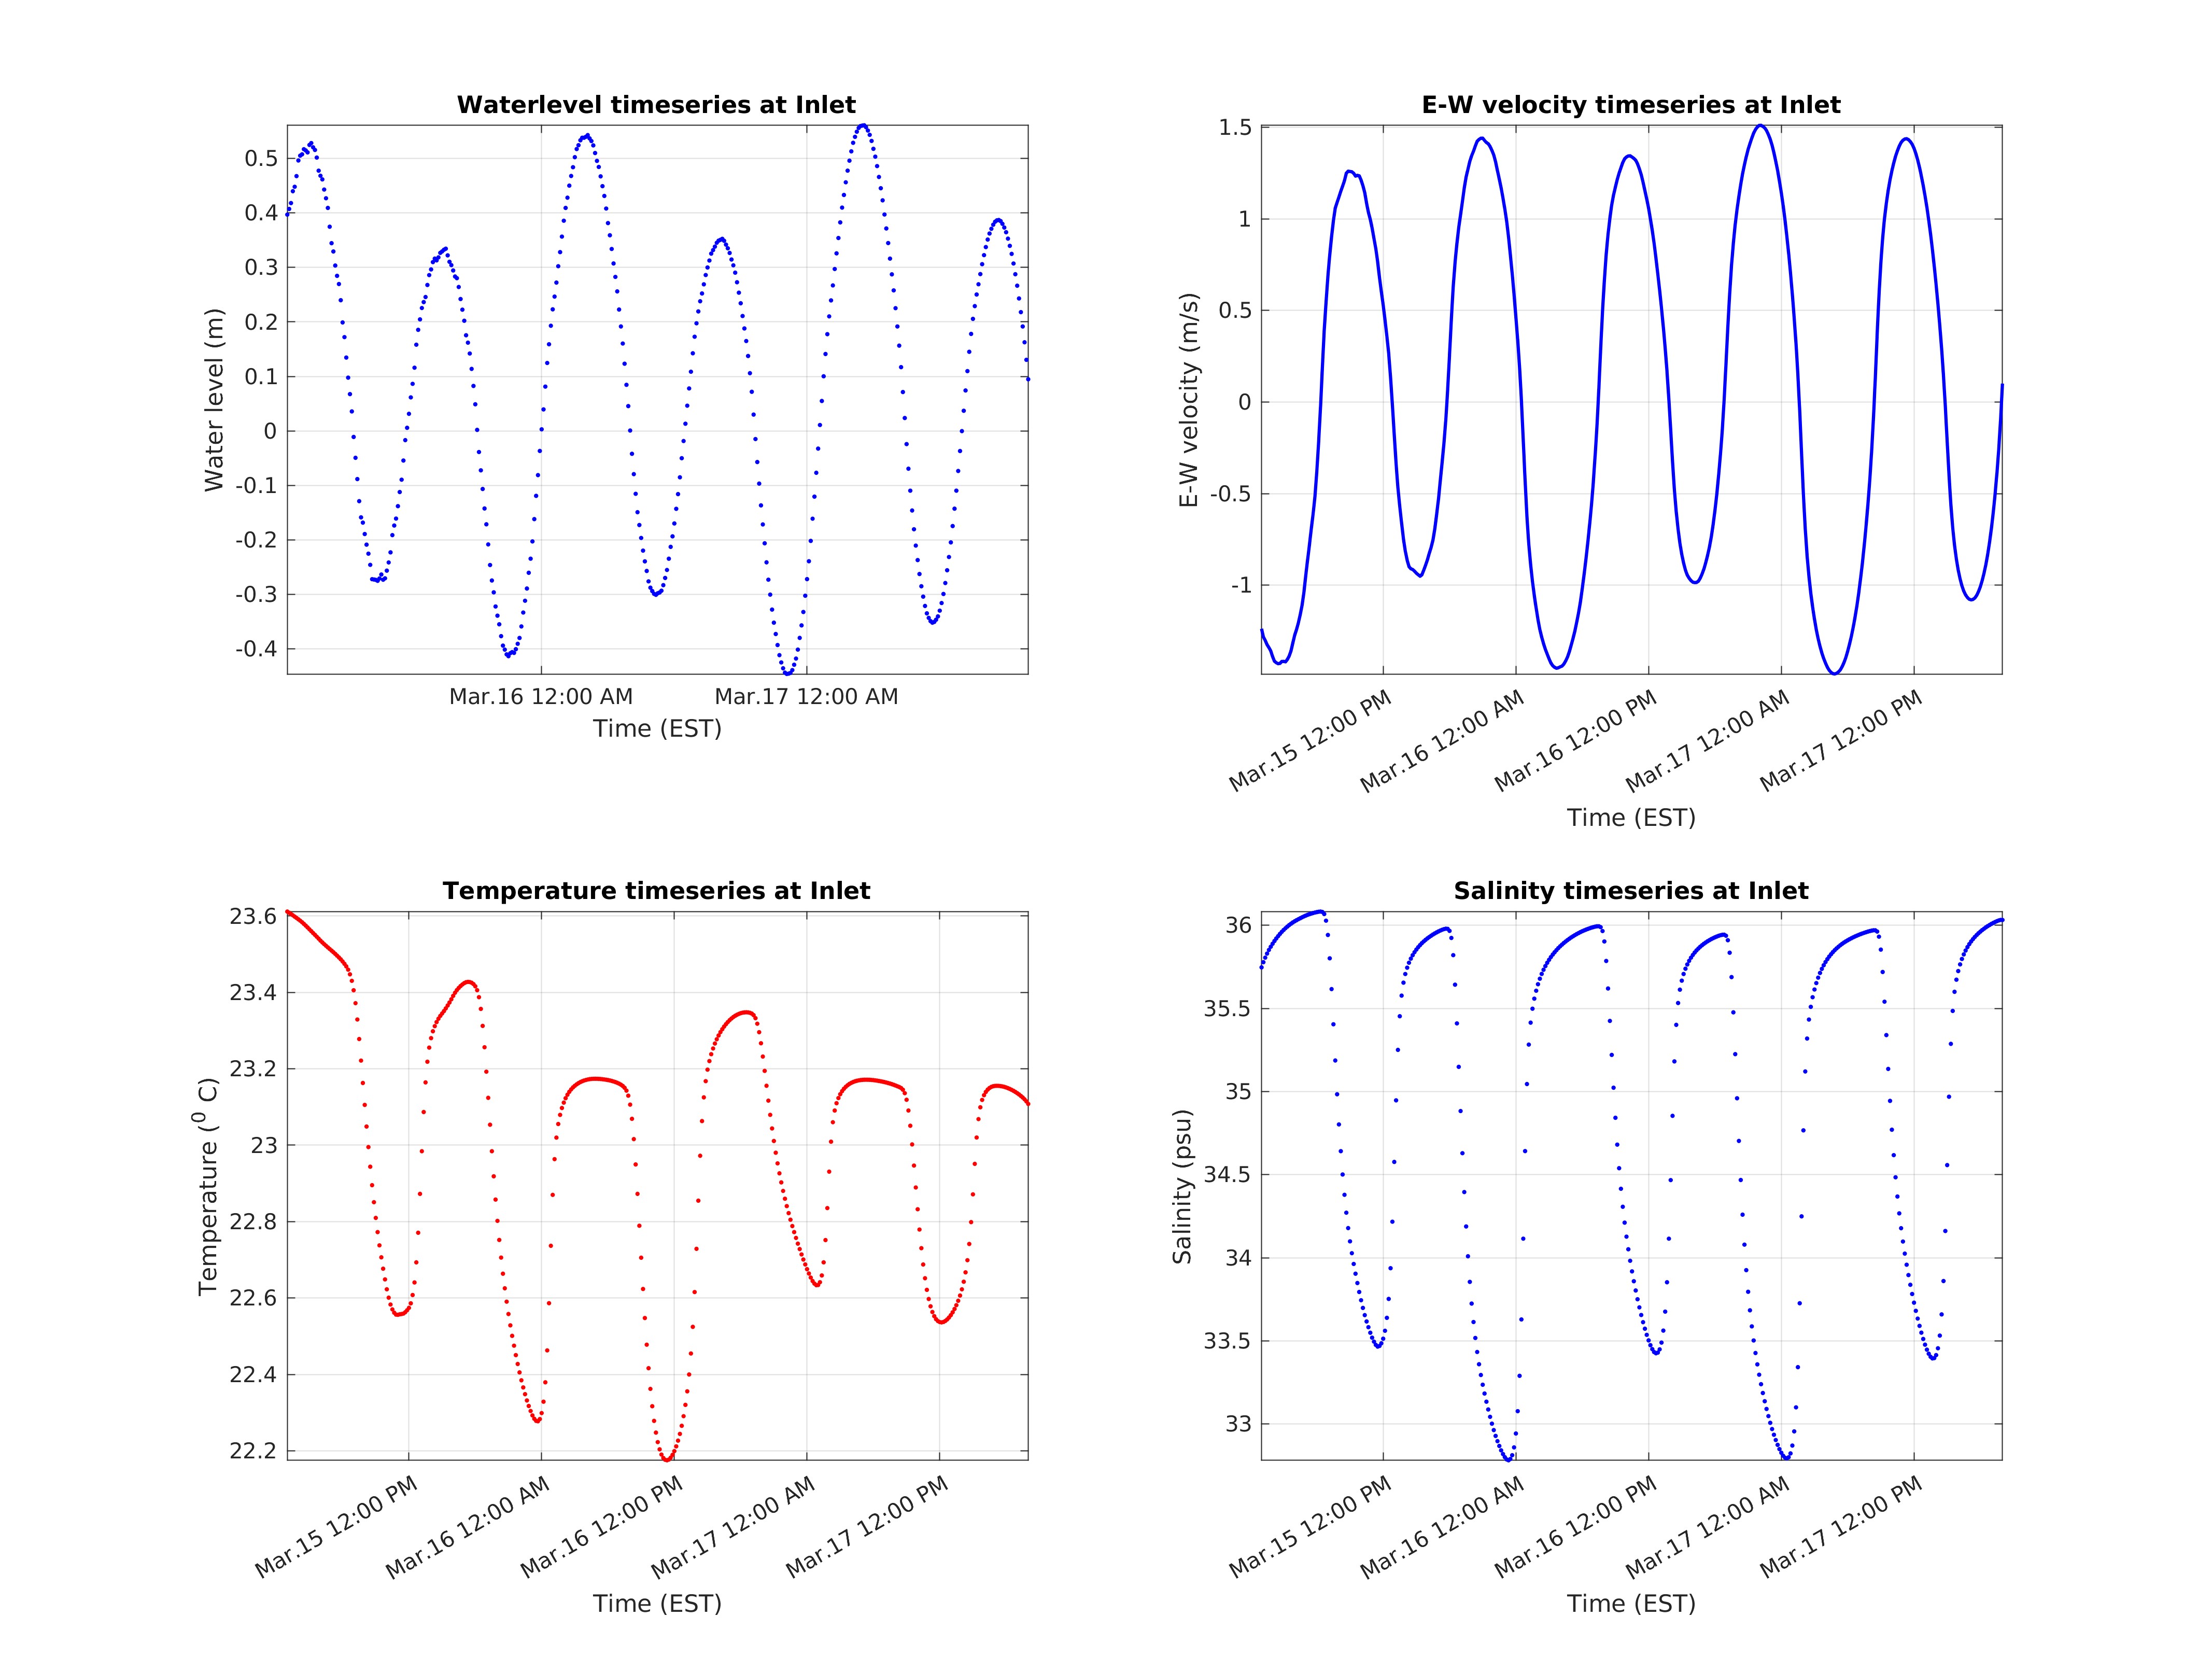 Waterlevel timeseries at Inlet
0.5
0.4
0.3
0.2
0.1
0
-0.1
-0.2
-0.3
-0.4
Water level (m)
Mar.16 12:00 AM
Mar.17 12:00 AM
Time (EST)
E-W velocity timeseries at Inlet
1.5
1
0.5
0
-0.5
-1
E-W velocity (m/s)
Mar.15 12:00 PM
Mar.16 12:00 AM
Mar.16 12:00 PM
Mar.17 12:00 AM
Mar.17 12:00 PM
Time (EST)
Temperature timeseries at Inlet
23.6
23.4
23.2
23
22.8
22.6
22.4
22.2
Temperature (⁰ C)
Mar.15 12:00 PM
Mar.16 12:00 AM
Mar.16 12:00 PM
Mar.17 12:00 AM
Mar.17 12:00 PM
Time (EST)
Salinity timeseries at Inlet
36
35.5
35
34.5
34
33.5
33
Salinity (psu)
Mar.15 12:00 PM
Mar.16 12:00 AM
Mar.16 12:00 PM
Mar.17 12:00 AM
Mar.17 12:00 PM
Time (EST)